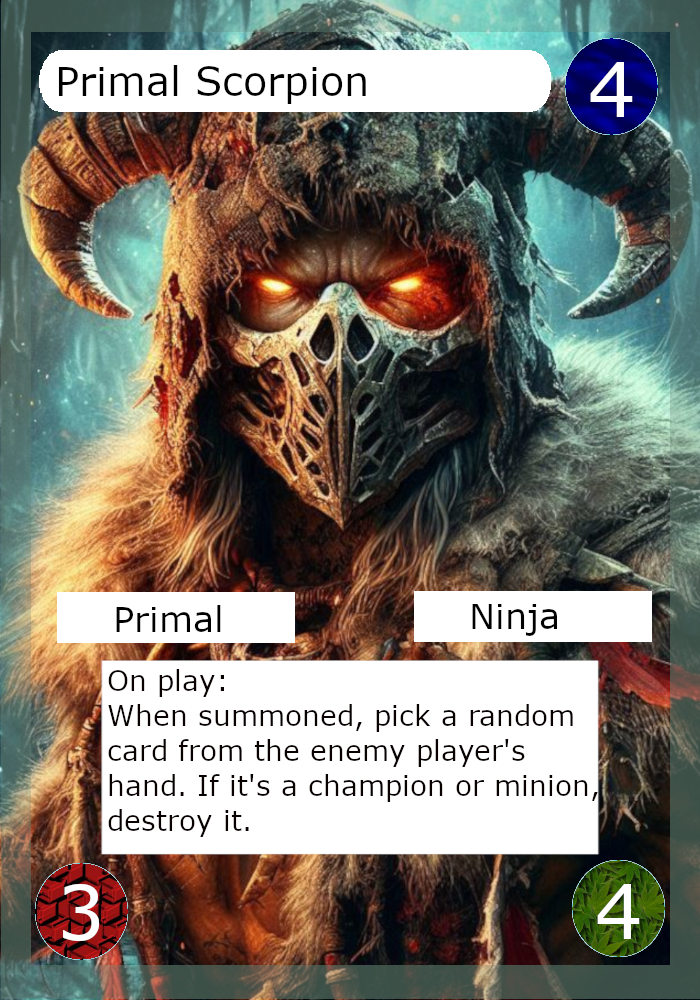 Primal Scorpion
4
Primal
Ninja
On play:
When summoned, pick a random
card from the enemy player's
hand. If it's a champion or minion,
destroy it.
3
4